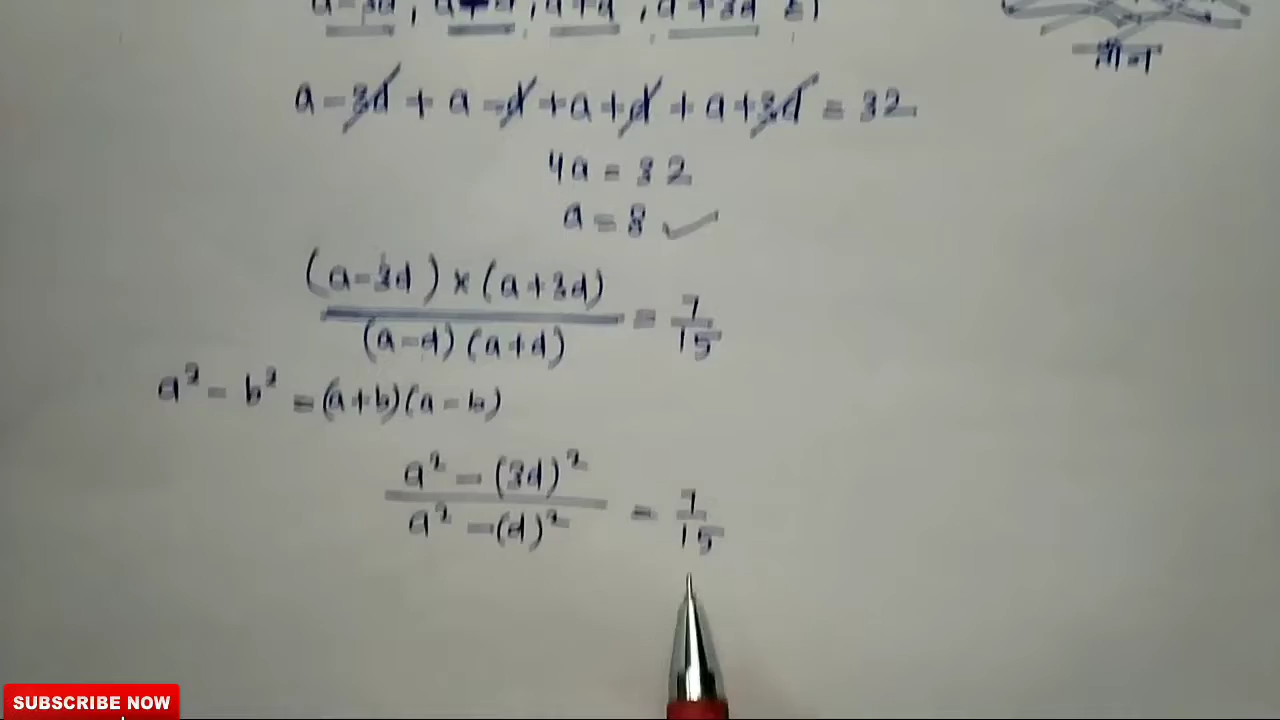 a - 3d + a - d + a + d + a + 3d = 32
4a = 32
a = 8 ✓
(a-3d) × (a+3d)
/ (a-d) (a+d) = 7/15
a² - b² = (a+b)(a-b)
a² - (3d)²
/ a² - (d)² = 7/15
SUBSCRIBE NOW